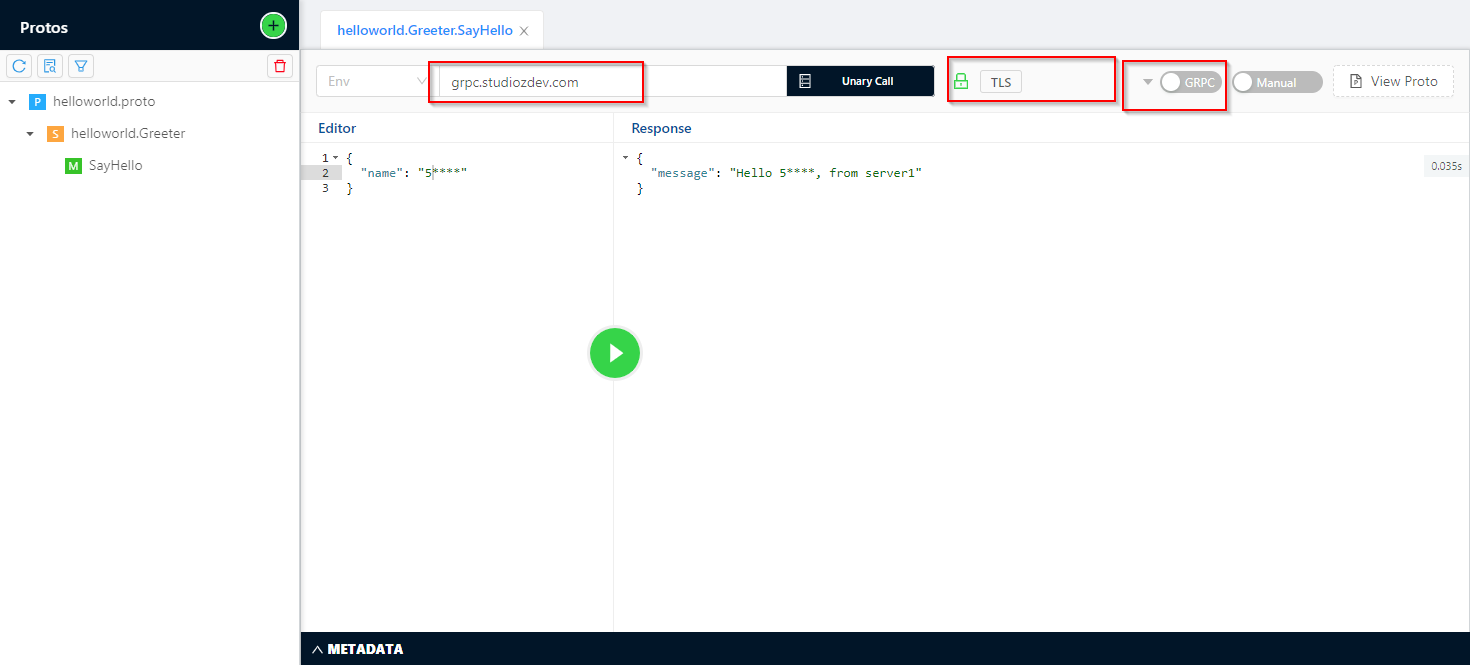 Protos
helloworld.proto
helloworld.Greeter
SayHello
helloworld.Greeter.SayHello
Env
grpc.studiozdev.com
Unary Call
TLS
GRPC
Manual
View Proto
Editor
1 {
2 "name": "5****"
3 }
Response
{
"message": "Hello 5****, from server1"
}
0.035s
METADATA
P
S
M